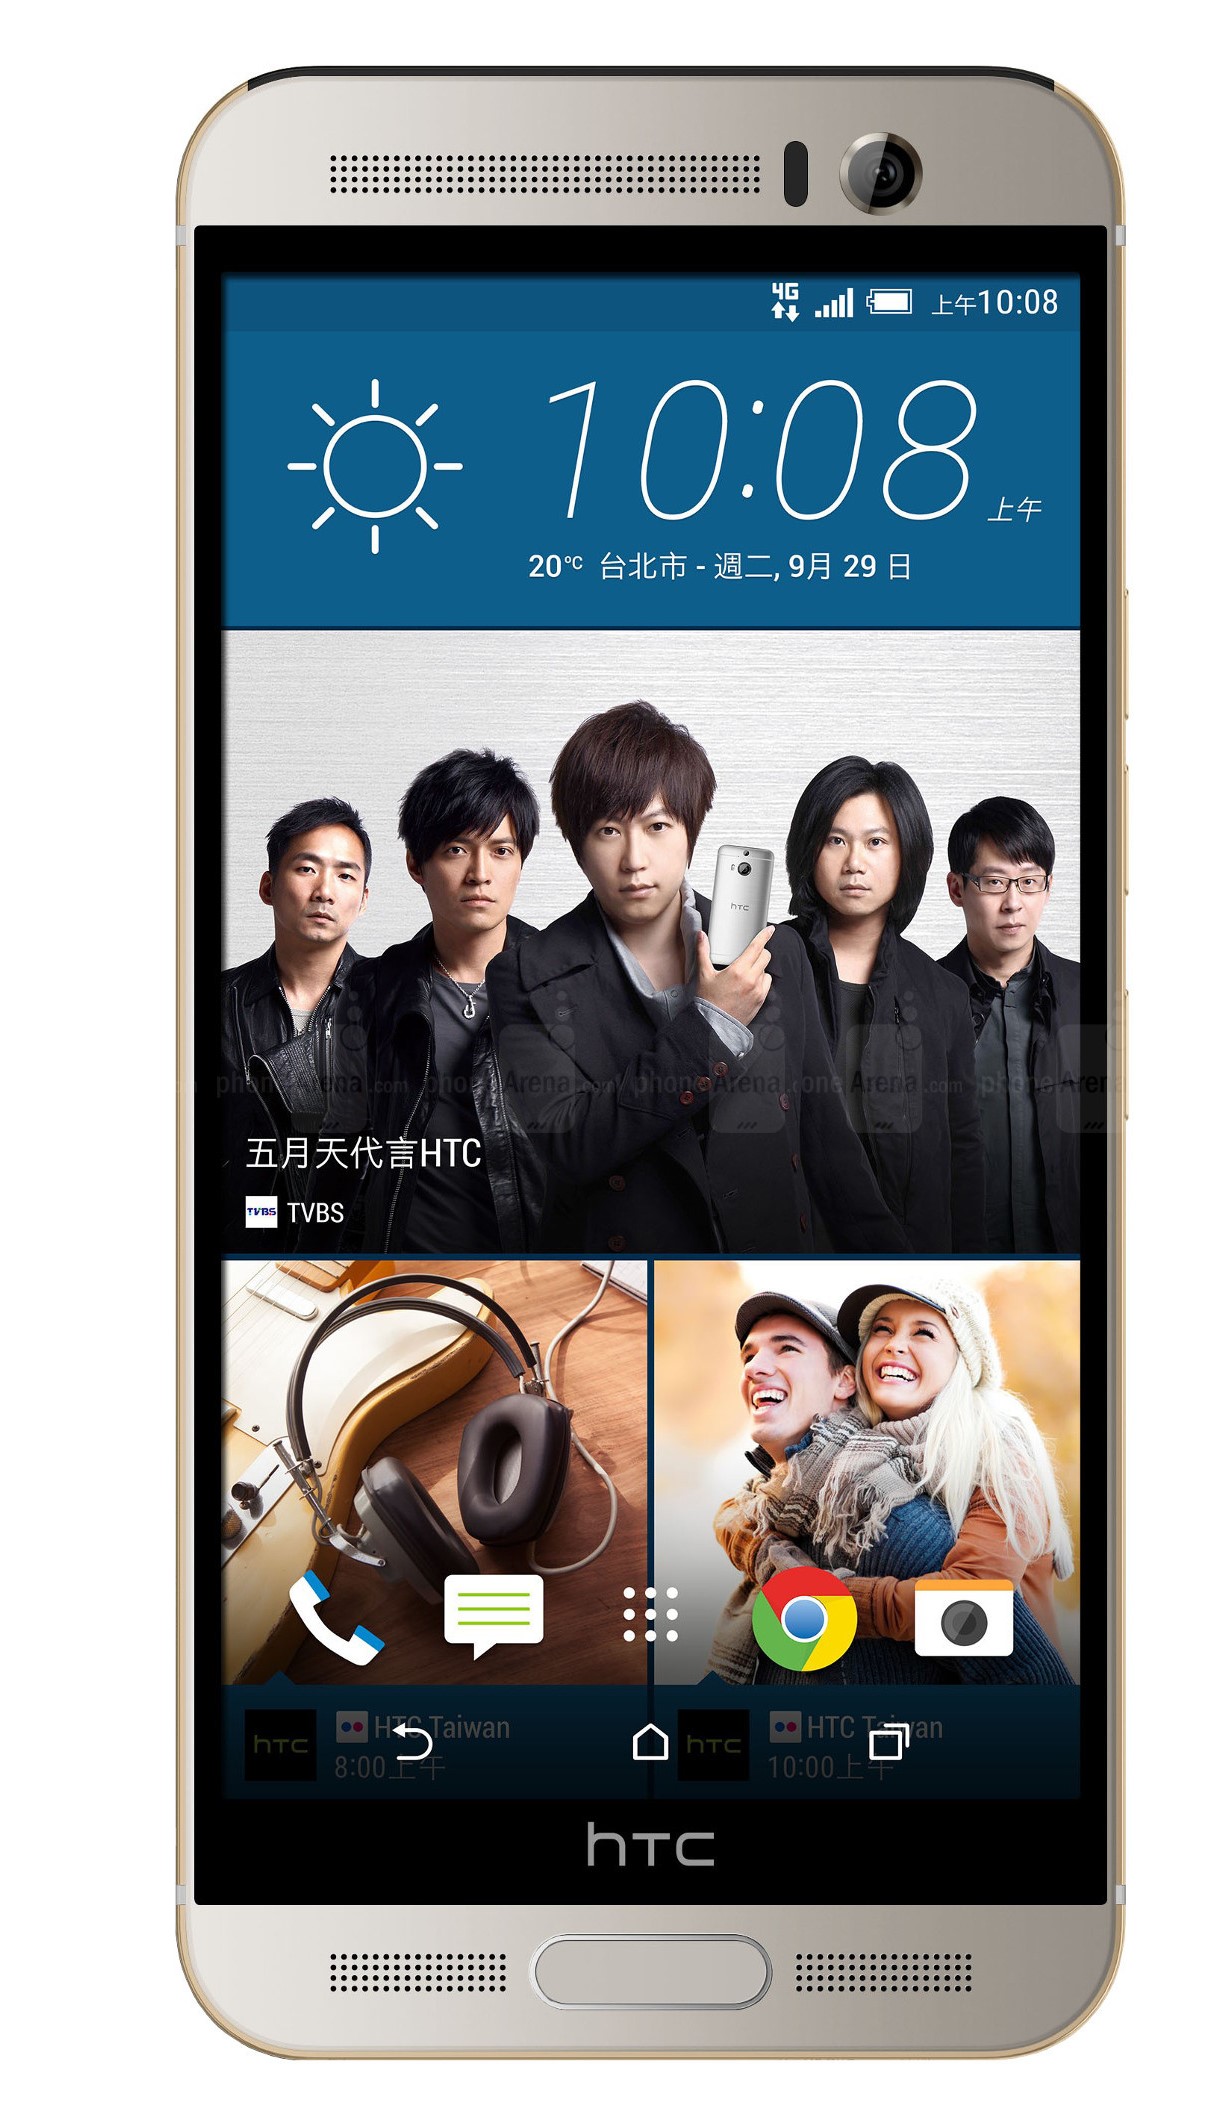 4G 上午10:08
10:08 上午
20°C 台北市 - 週二, 9月 29 日
hTC
phoneArena.com phoneArena.com phoneArena.com phoneArena.com phoneArena
五月天代言HTC
TVBS TVBS
hTC HTC Taiwan
8:00上午
hTC HTC Taiwan
10:00上午
hTC